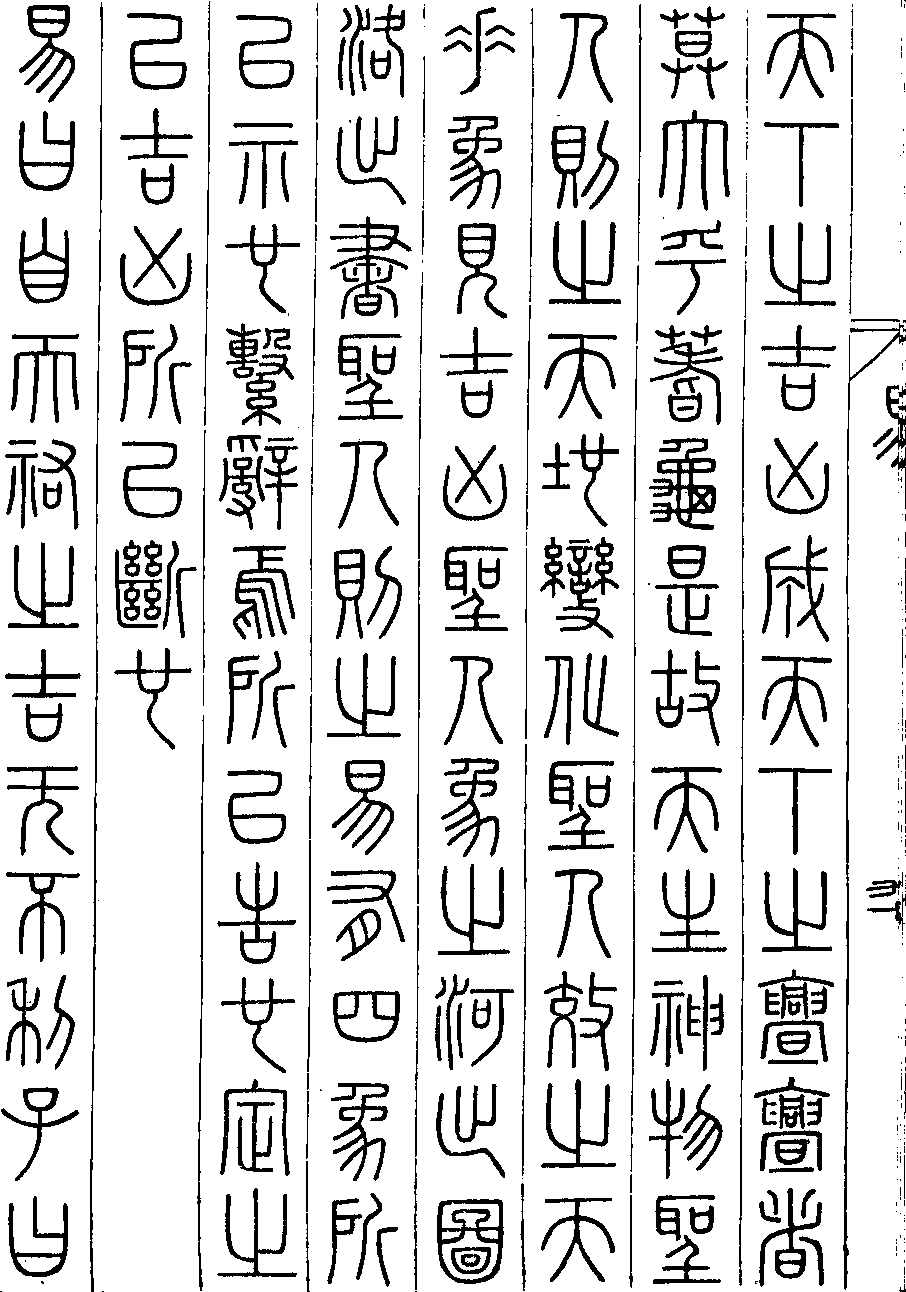 天下之吉凶成天下之亹亹者
莫大乎蓍龜是故天生神物聖
人則之天地變化聖人效之天
垂象見吉凶聖人象之河出圖
洛出書聖人則之易有四象所
以示也繫辭焉所以告也定之
以吉凶所以斷也
易曰自天祐之吉无不利子曰